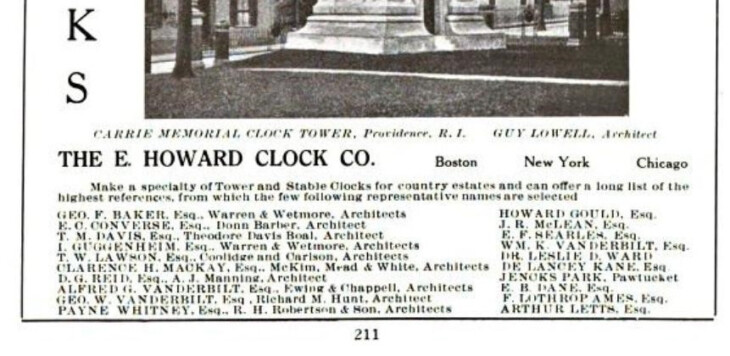 K
S
CARRIE MEMORIAL CLOCK TOWER, Providence, R. I. GUY LOWELL, Architect
THE E. HOWARD CLOCK CO. Boston New York Chicago
Make a specialty of Tower and Stable Clocks for country estates and can offer a long list of the
highest references, from which the few following representative names are selected
GEO. F. BAKER, Esq., Warren & Wetmore, Architects
E. C. CONVERSE, Esq., Donn Barber, Architect
T. M. DAVIS, Esq., Theodore Davis Boal, Architect
I. GUGGENHEIM, Esq., Warren & Wetmore, Architects
T. W. LAWSON, Esq., Coolidge and Carlson, Architects
CLARENCE H. MACKAY, Esq., McKim, Mead & White, Architects
D. G. REID, Esq., A. J. Manning, Architect
ALFRED G. VANDERBILT, Esq., Ewing & Chappell, Architects
GEO. W. VANDERBILT, Esq., Richard M. Hunt, Architect
PAYNE WHITNEY, Esq., R. H. Robertson & Son, Architects
HOWARD GOULD, Esq.
J. R. McLEAN, Esq.
E. F. SEARLES, Esq.
WM. K. VANDERBILT, Esq.
DR. LESLIE D. WARD
DE LANCEY KANE, Esq.
JENCKS PARK, Pawtucket
E. B. DANE, Esq.
F. LOTHROP AMES, Esq.
ARTHUR LETTS, Esq.
211